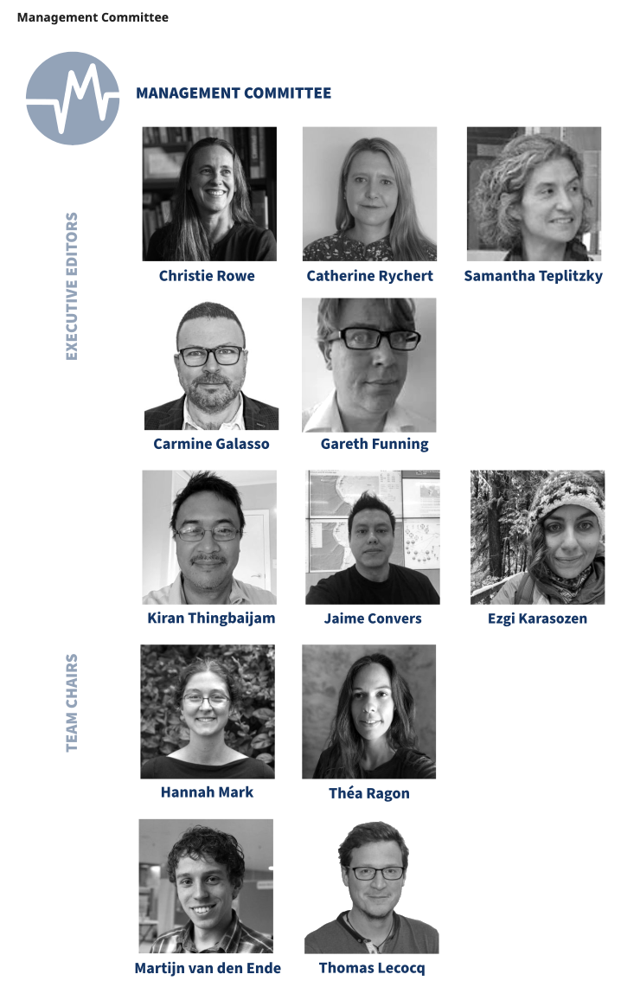 Management Committee
MANAGEMENT COMMITTEE
EXECUTIVE EDITORS
Christie Rowe
Catherine Rychert
Samantha Teplitzky
Carmine Galasso
Gareth Funning
Kiran Thingbaijam
Jaime Convers
Ezgi Karasozen
TEAM CHAIRS
Hannah Mark
Théa Ragon
Martijn van den Ende
Thomas Lecocq